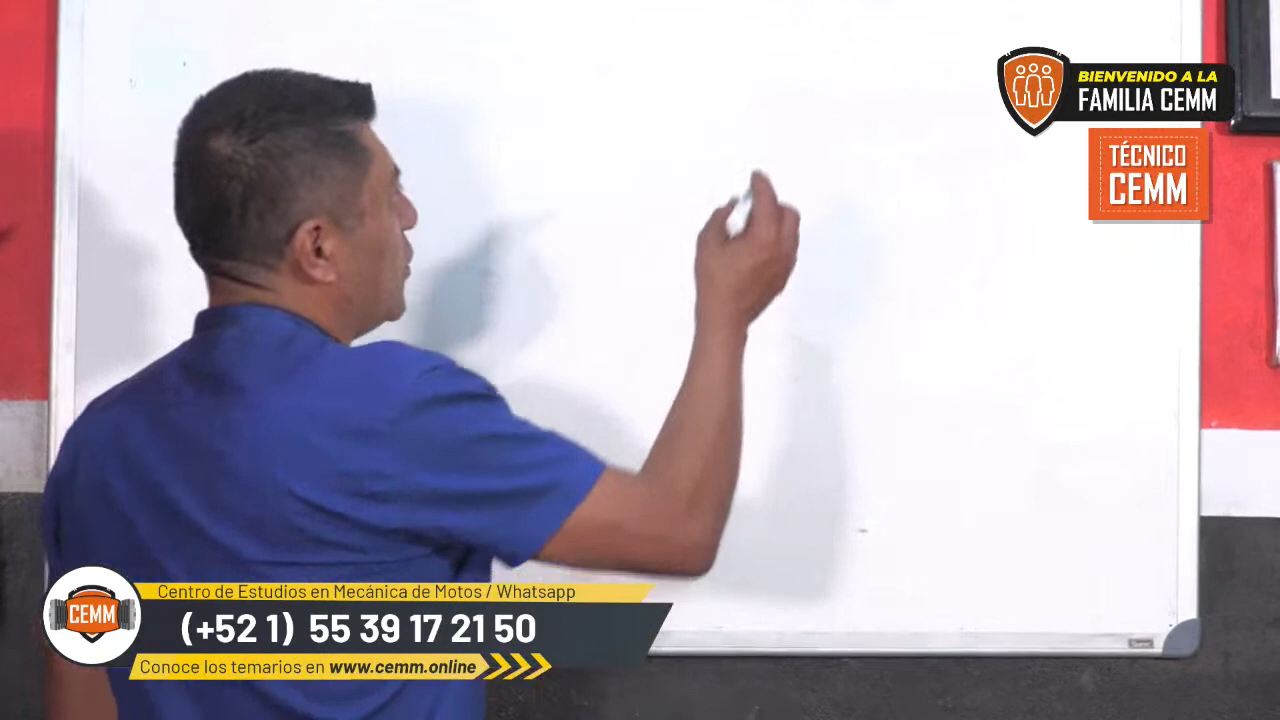 BIENVENIDO A LA
FAMILIA CEMM
TÉCNICO
CEMM
Centro de Estudios en Mecánica de Motos / Whatsapp
CEMM
(+52 1) 55 39 17 21 50
Conoce los temarios en www.cemm.online